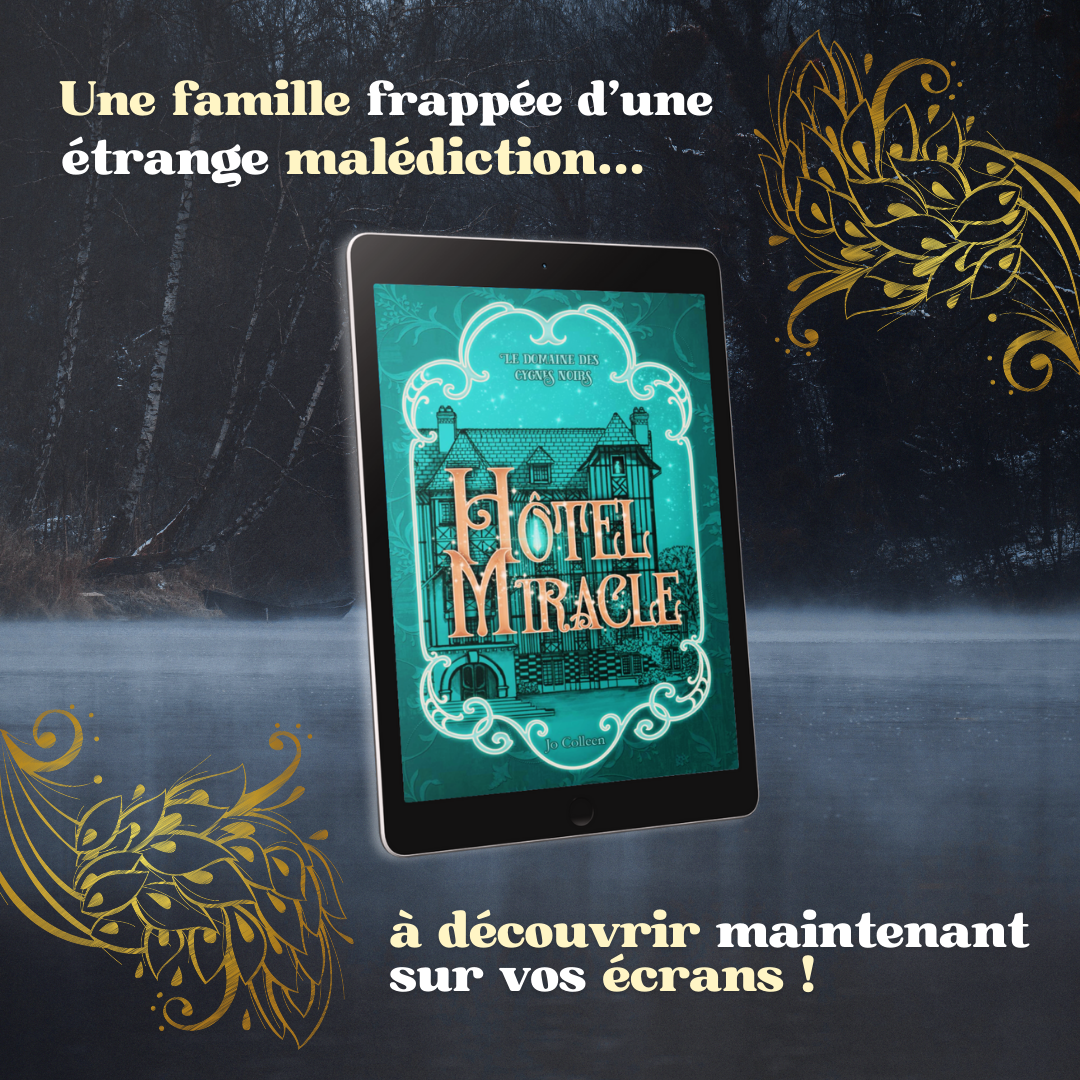 Une famille frappée d'une
étrange malédiction...
LE DOMAINE DES
CYGNES NOIRS
HÔTEL
MIRACLE
Jo Colleen
à découvrir maintenant
sur vos écrans !